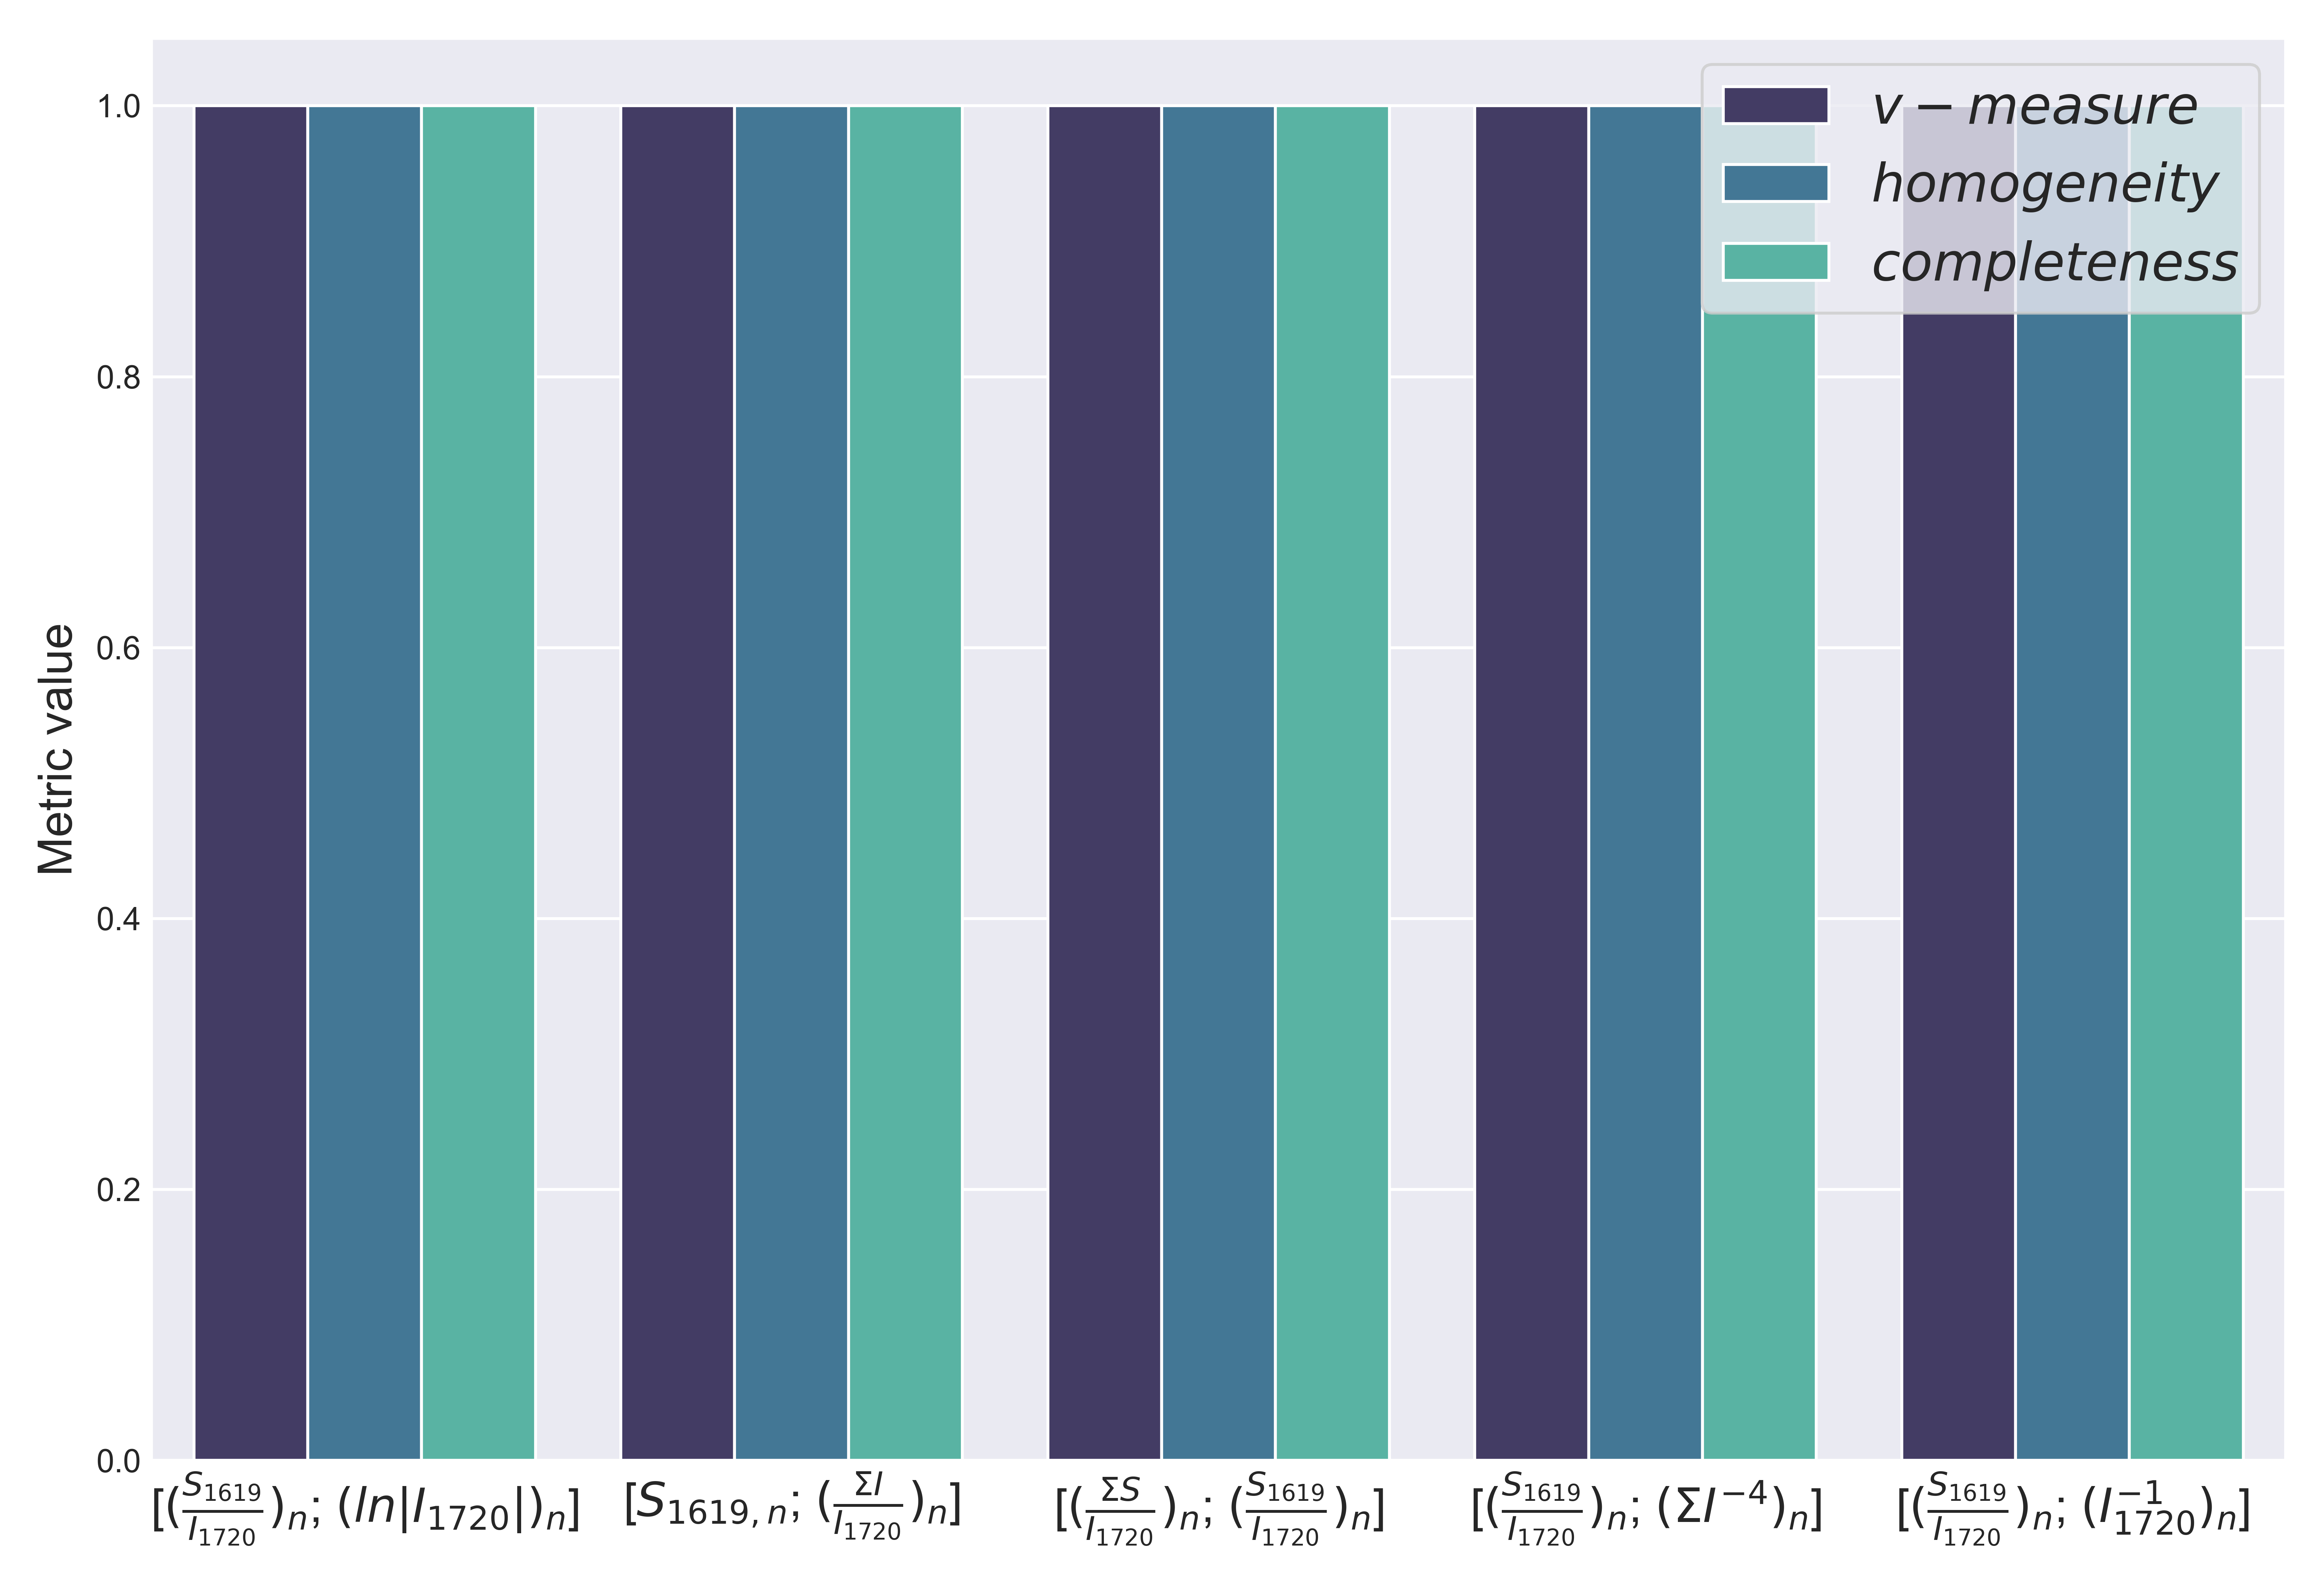 v − measure
homogeneity
completeness
Metric value
1.0
0.8
0.6
0.4
0.2
0.0
[(S₁₆₁₉/I₁₇₂₀)ₙ; (ln|I₁₇₂₀|)ₙ]
[S₁₆₁₉, ₙ; (ΣI/I₁₇₂₀)ₙ]
[(ΣS/I₁₇₂₀)ₙ; (S₁₆₁₉/I₁₇₂₀)ₙ]
[(S₁₆₁₉/I₁₇₂₀)ₙ; (ΣI⁻⁴)ₙ]
[(S₁₆₁₉/I₁₇₂₀)ₙ; (I₁₇₂₀⁻¹)ₙ]